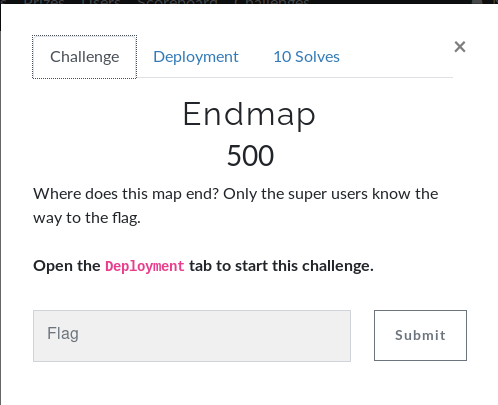 Prizes Users Scoreboard Challenges
Challenge Deployment 10 Solves ×
Endmap
500
Where does this map end? Only the super users know the
way to the flag.
Open the Deployment tab to start this challenge.
Flag Submit